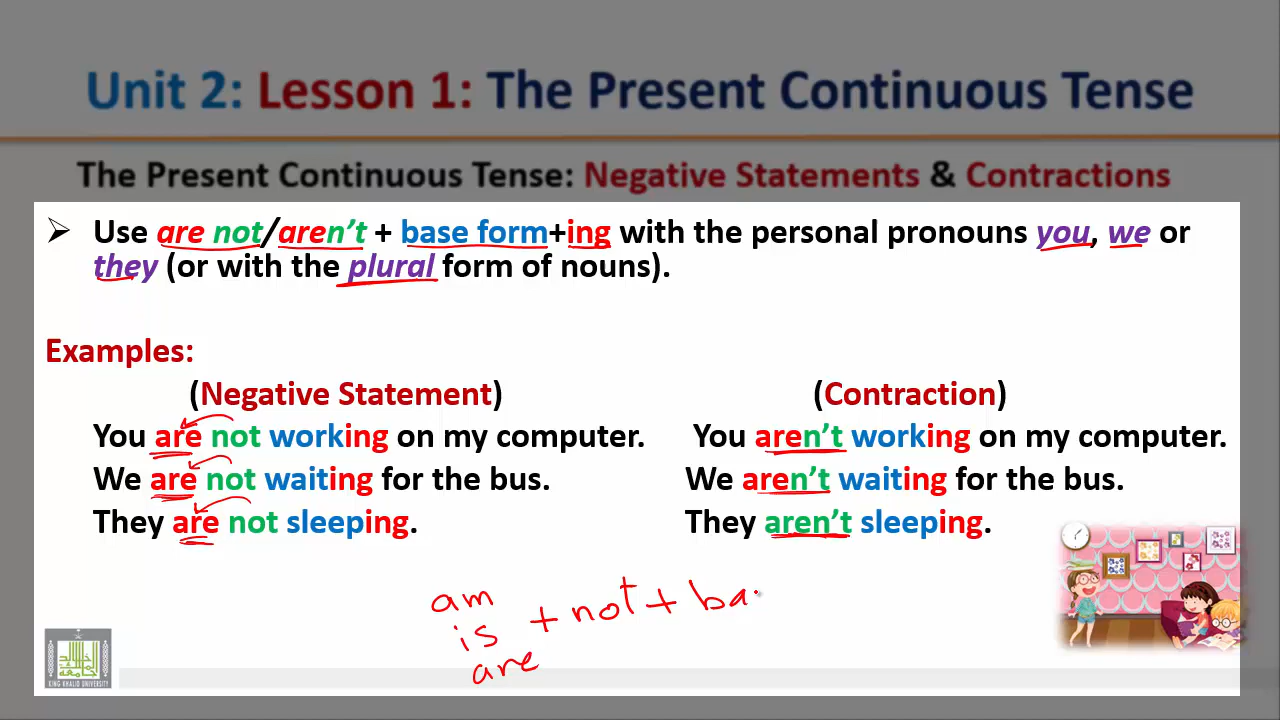 Unit 2: Lesson 1: The Present Continuous Tense
The Present Continuous Tense: Negative Statements & Contractions
Use are not/aren't + base form+ing with the personal pronouns you, we or
they (or with the plural form of nouns).
Examples:
(Negative Statement) (Contraction)
You are not working on my computer. You aren't working on my computer.
We are not waiting for the bus. We aren't waiting for the bus.
They are not sleeping. They aren't sleeping.
am
is + not + ba
are
KING KHALID UNIVERSITY